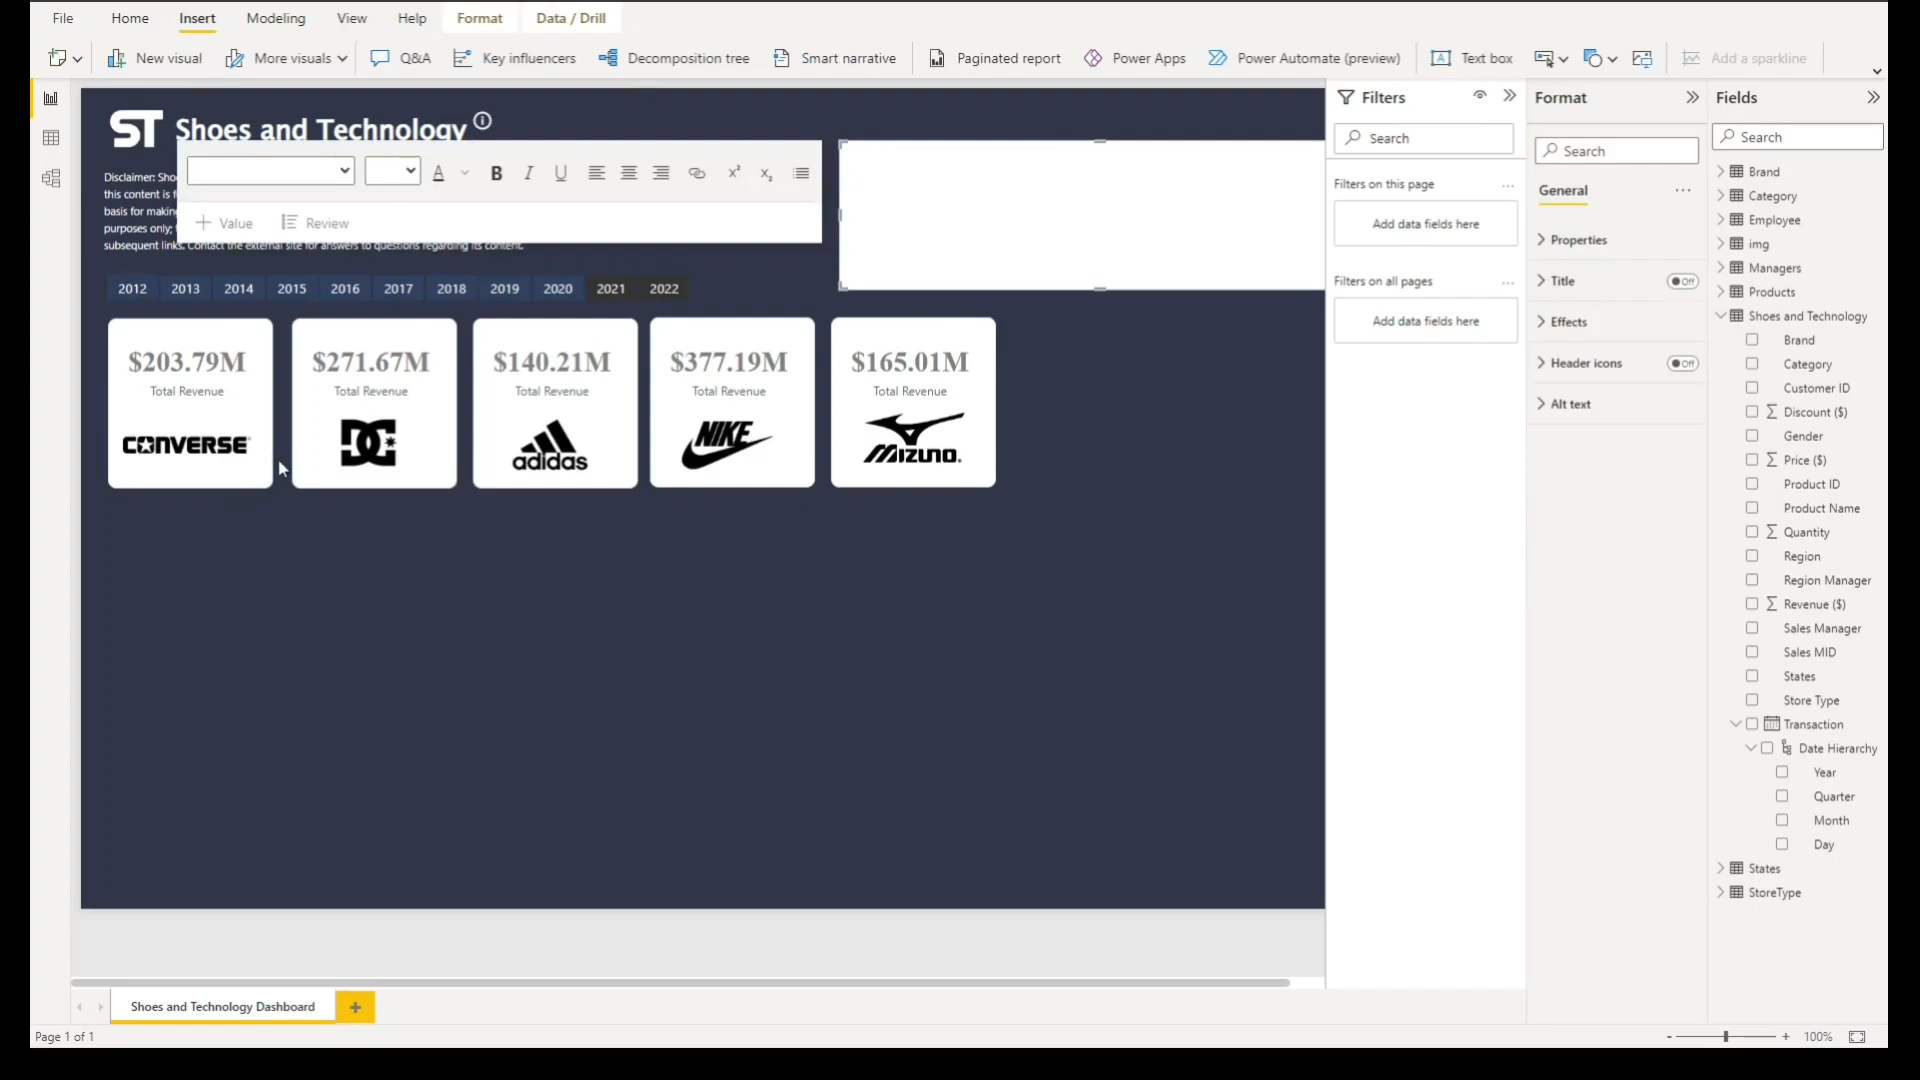 File Home Insert Modeling View Help Format Data / Drill
New visual More visuals Q&A Key influencers Decomposition tree Smart narrative Paginated report Power Apps Power Automate (preview) Text box Add a sparkline
ST Shoes and Technology
Disclaimer: Sho
this content is f
basis for makin
purposes only;
subsequent links. Contact the external site for answers to questions regarding its content.
A B I U x² x₂
+ Value Review
2012 2013 2014 2015 2016 2017 2018 2019 2020 2021 2022
$203.79M $271.67M $140.21M $377.19M $165.01M
Total Revenue Total Revenue Total Revenue Total Revenue Total Revenue
CONVERSE DC adidas NIKE MIZUNO.
Filters
Search
Filters on this page ...
Add data fields here
Filters on all pages ...
Add data fields here
Format
Search
General ...
Properties
Title Off
Effects
Header icons Off
Alt text
Fields
Search
Brand
Category
Employee
img
Managers
Products
Shoes and Technology
Brand
Category
Customer ID
Σ Discount ($)
Gender
Σ Price ($)
Product ID
Product Name
Σ Quantity
Region
Region Manager
Σ Revenue ($)
Sales Manager
Sales MID
States
Store Type
Transaction
Date Hierarchy
Year
Quarter
Month
Day
States
StoreType
Shoes and Technology Dashboard +
Page 1 of 1
- + 100%